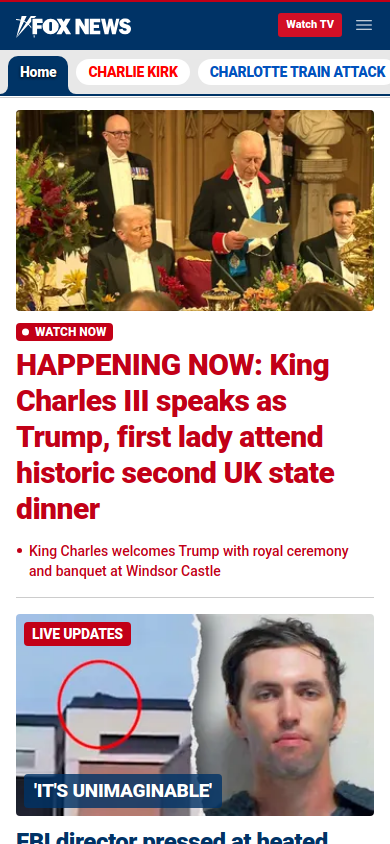 FOX NEWS
Watch TV
Home
CHARLIE KIRK
CHARLOTTE TRAIN ATTACK
WATCH NOW
HAPPENING NOW: King
Charles III speaks as
Trump, first lady attend
historic second UK state
dinner
• King Charles welcomes Trump with royal ceremony
and banquet at Windsor Castle
LIVE UPDATES
'IT'S UNIMAGINABLE'
FBI director pressed at heated